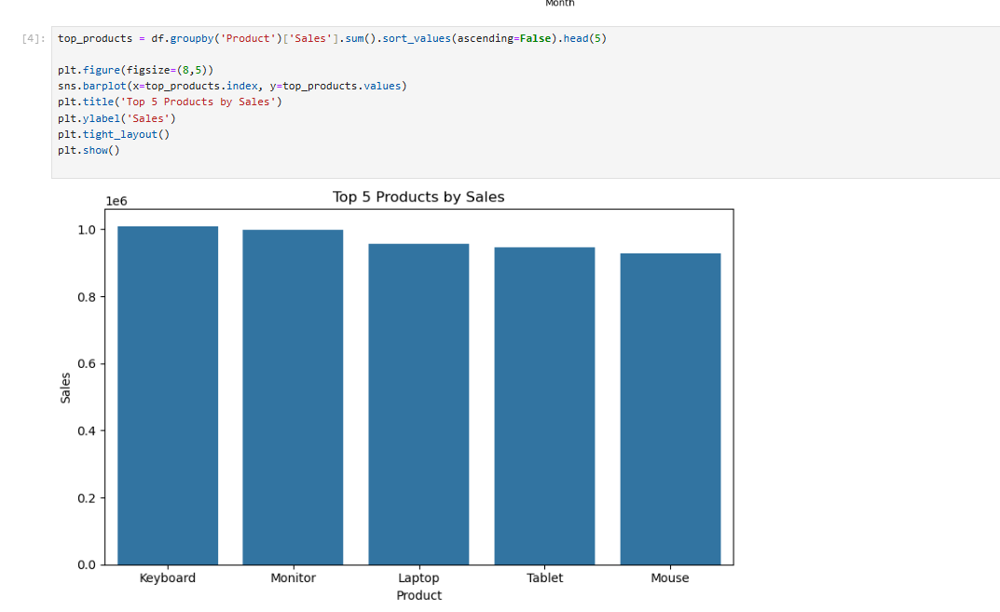 Month
[4]: top_products = df.groupby('Product')['Sales'].sum().sort_values(ascending=False).head(5)
plt.figure(figsize=(8,5))
sns.barplot(x=top_products.index, y=top_products.values)
plt.title('Top 5 Products by Sales')
plt.ylabel('Sales')
plt.tight_layout()
plt.show()
Top 5 Products by Sales
1e6
1.0
0.8
0.6
0.4
0.2
0.0
Sales
Keyboard Monitor Laptop Tablet Mouse
Product